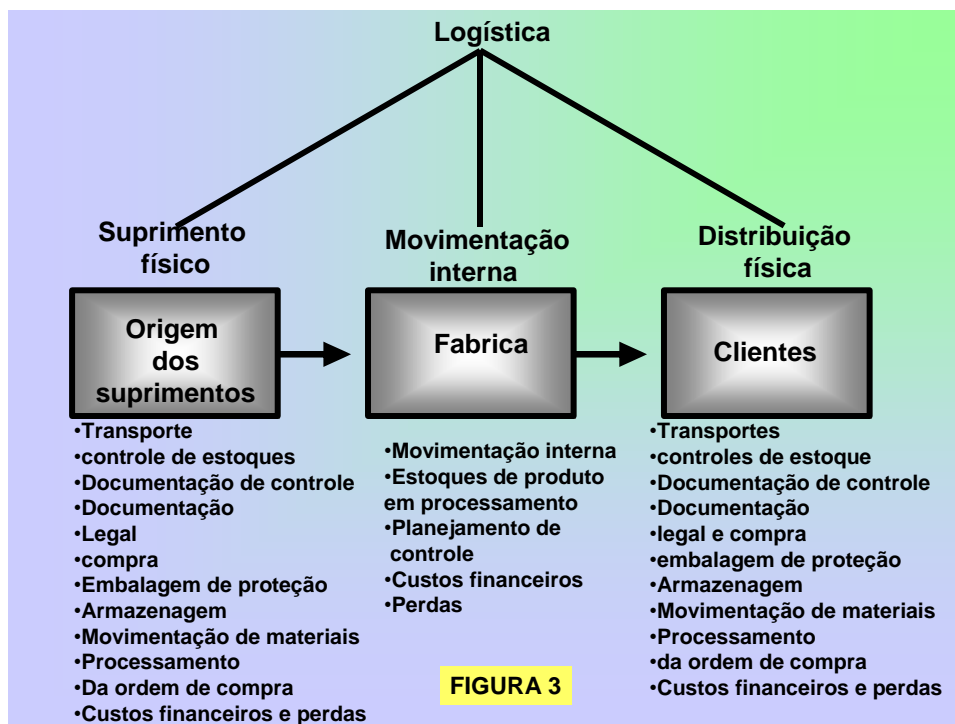 Logística
Suprimento
físico
Movimentação
interna
Distribuição
física
Origem
dos
suprimentos
Fabrica
Clientes
•Transporte
•controle de estoques
•Documentação de controle
•Documentação
•Legal
•compra
•Embalagem de proteção
•Armazenagem
•Movimentação de materiais
•Processamento
•Da ordem de compra
•Custos financeiros e perdas
•Movimentação interna
•Estoques de produto
em processamento
•Planejamento de
controle
•Custos financeiros
•Perdas
•Transportes
•controles de estoque
•Documentação de controle
•Documentação
•legal e compra
•embalagem de proteção
•Armazenagem
•Movimentação de materiais
•Processamento
•da ordem de compra
•Custos financeiros e perdas
FIGURA 3